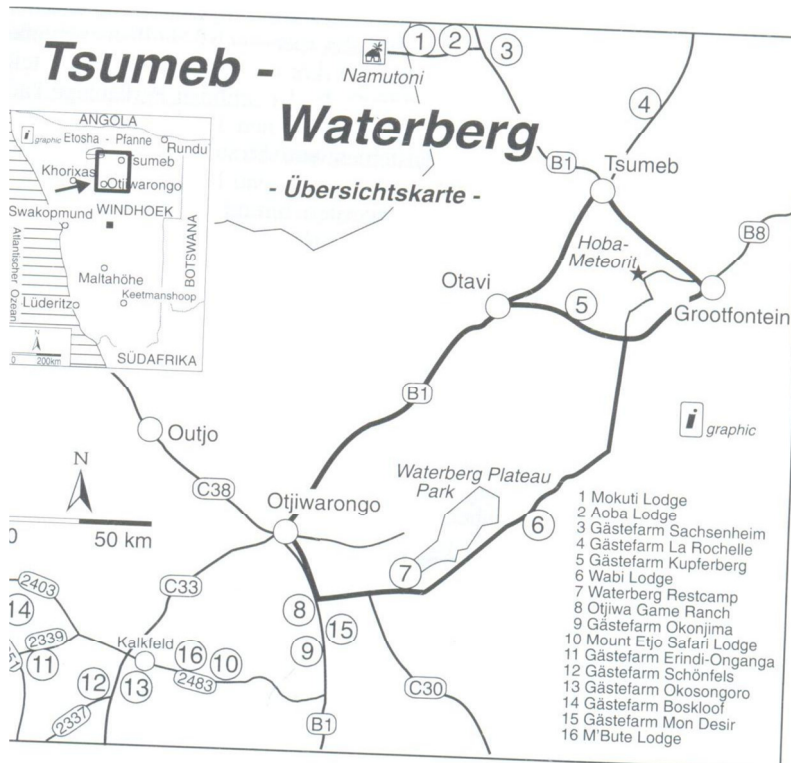 Tsumeb -
Waterberg
- Übersichtskarte -
Namutoni
1
2
3
4
B1
Tsumeb
B8
Hoba-
Meteorit
Otavi
5
Grootfontein
B1
i graphic
ANGOLA
i graphic
Etosha - Pfanne
Rundu
Tsumeb
Khorixas
Otjiwarongo
Swakopmund
WINDHOEK
Atlantischer Ozean
BOTSWANA
Maltahöhe
Keetmanshoop
Lüderitz
N
0 200km
SÜDAFRIKA
Outjo
N
C38
Otjiwarongo
Waterberg Plateau
Park
6
7
0 50 km
2403
14
C33
8
15
2339
11
Kalkfeld
16
10
9
12
13
2483
2337
B1
C30
1 Mokuti Lodge
2 Aoba Lodge
3 Gästefarm Sachsenheim
4 Gästefarm La Rochelle
5 Gästefarm Kupferberg
6 Wabi Lodge
7 Waterberg Restcamp
8 Otjiwa Game Ranch
9 Gästefarm Okonjima
10 Mount Etjo Safari Lodge
11 Gästefarm Erindi-Onganga
12 Gästefarm Schönfels
13 Gästefarm Okosongoro
14 Gästefarm Boskloof
15 Gästefarm Mon Desir
16 M'Bute Lodge